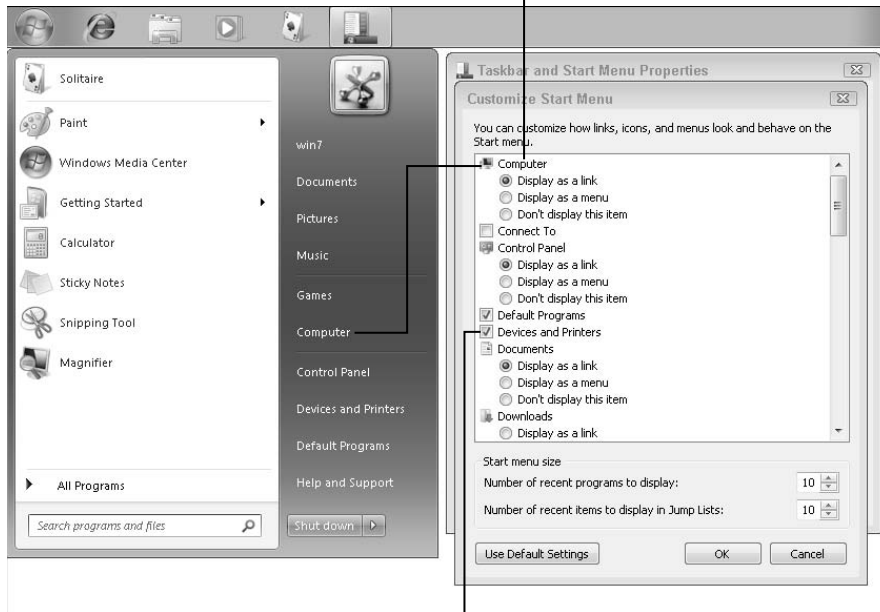 Solitaire
Paint
Windows Media Center
Getting Started
Calculator
Sticky Notes
Snipping Tool
Magnifier
All Programs
Search programs and files
win7
Documents
Pictures
Music
Games
Computer
Control Panel
Devices and Printers
Default Programs
Help and Support
Shut down
Taskbar and Start Menu Properties
Customize Start Menu
You can customize how links, icons, and menus look and behave on the
Start menu.
Computer
Display as a link
Display as a menu
Don't display this item
Connect To
Control Panel
Display as a link
Display as a menu
Don't display this item
Default Programs
Devices and Printers
Documents
Display as a link
Display as a menu
Don't display this item
Downloads
Display as a link
Start menu size
Number of recent programs to display: 10
Number of recent items to display in Jump Lists: 10
Use Default Settings OK Cancel